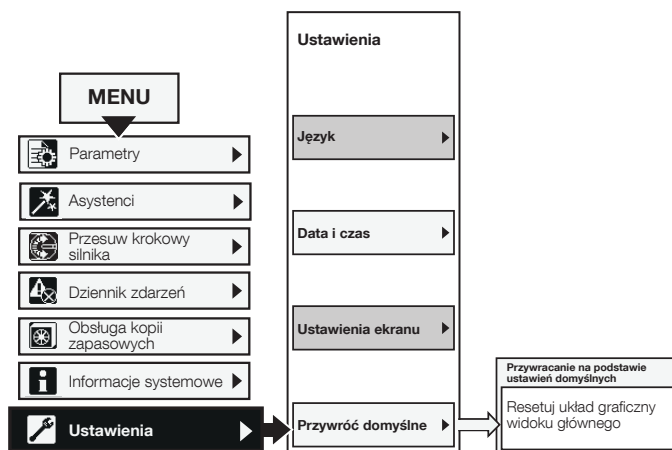 MENU
Parametry
Asystenci
Przesuw krokowy
silnika
Dziennik zdarzeń
Obsługa kopii
zapasowych
Informacje systemowe
Ustawienia
Ustawienia
Język
Data i czas
Ustawienia ekranu
Przywróć domyślne
Przywracanie na podstawie
ustawień domyślnych
Resetuj układ graficzny
widoku głównego